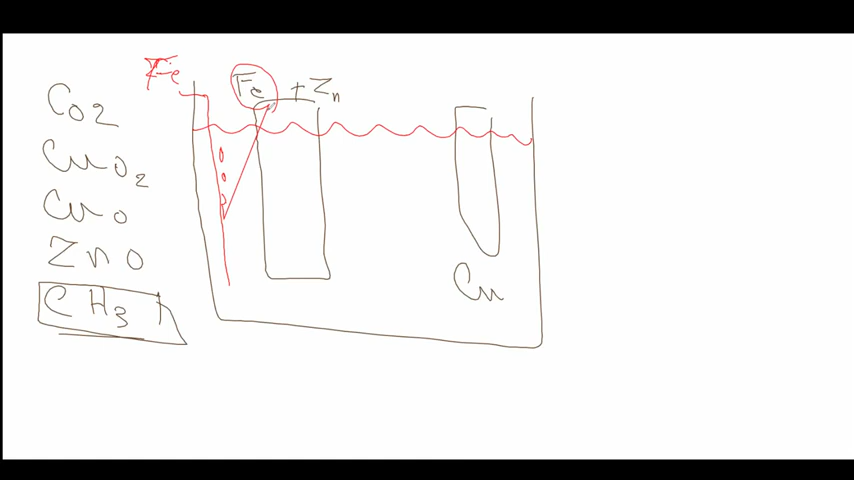 Fe
Fe + Zn
CO2
CuO2
CuO
ZnO
CH3
Cu